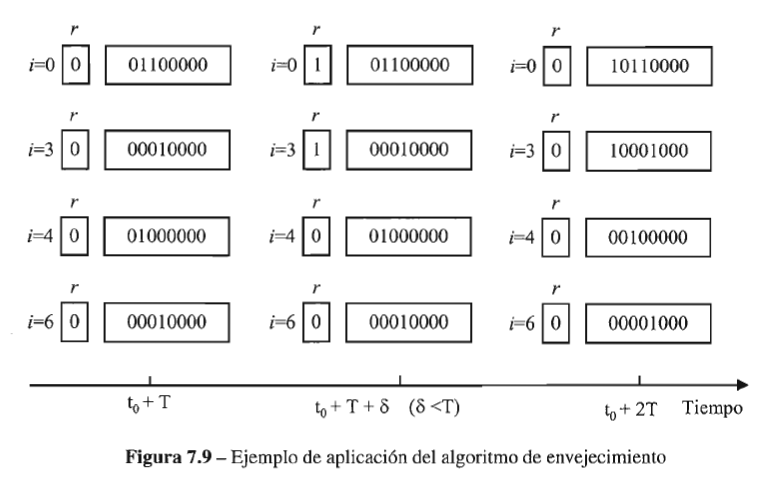 r r r
i=0 0 01100000 i=0 1 01100000 i=0 0 10110000
r r r
i=3 0 00010000 i=3 1 00010000 i=3 0 10001000
r r r
i=4 0 01000000 i=4 0 01000000 i=4 0 00100000
r r r
i=6 0 00010000 i=6 0 00010000 i=6 0 00001000
t₀ + T t₀ + T + δ (δ <T) t₀ + 2T Tiempo
Figura 7.9 – Ejemplo de aplicación del algoritmo de envejecimiento